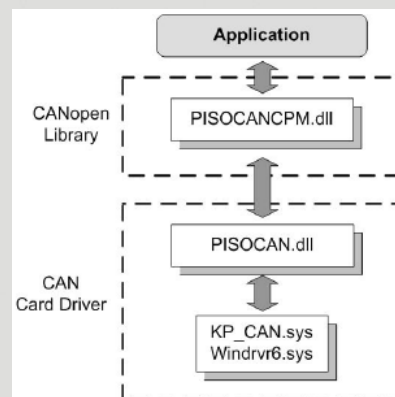 Application
CANopen
Library
PISOCANCPM.dll
PISOCAN.dll
CAN
Card Driver
KP_CAN.sys
Windrvr6.sys